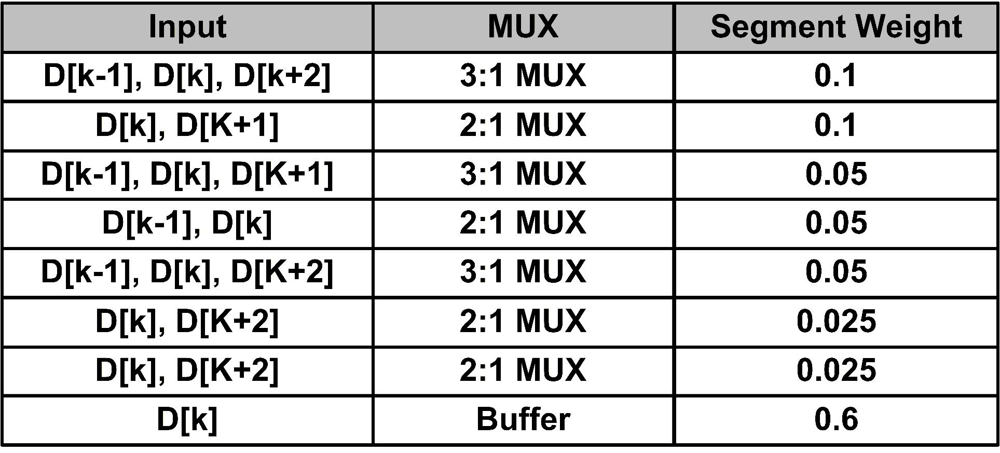 Input MUX Segment Weight
D[k-1], D[k], D[k+2] 3:1 MUX 0.1
D[k], D[K+1] 2:1 MUX 0.1
D[k-1], D[k], D[K+1] 3:1 MUX 0.05
D[k-1], D[k] 2:1 MUX 0.05
D[k-1], D[k], D[K+2] 3:1 MUX 0.05
D[k], D[K+2] 2:1 MUX 0.025
D[k], D[K+2] 2:1 MUX 0.025
D[k] Buffer 0.6